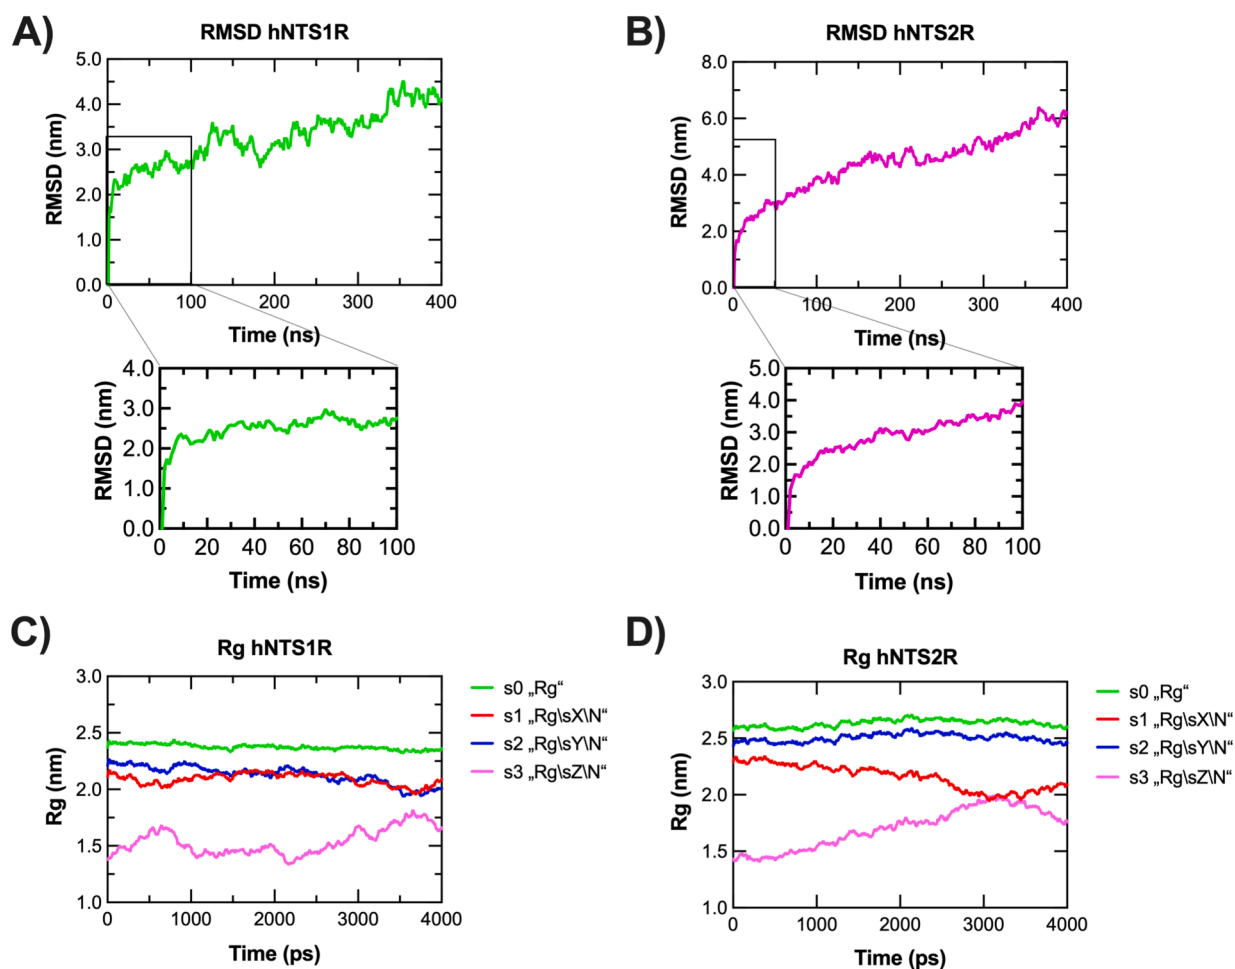 A)
RMSD hNTS1R
RMSD (nm)
5.0
4.0
3.0
2.0
1.0
0.0
0 100 200 300 400
Time (ns)
RMSD (nm)
4.0
3.0
2.0
1.0
0.0
0 20 40 60 80 100
Time (ns)
B)
RMSD hNTS2R
RMSD (nm)
8.0
6.0
4.0
2.0
0.0
0 100 200 300 400
Time (ns)
RMSD (nm)
5.0
4.0
3.0
2.0
1.0
0.0
0 20 40 60 80 100
Time (ns)
C)
Rg hNTS1R
Rg (nm)
3.0
2.5
2.0
1.5
1.0
0 1000 2000 3000 4000
Time (ps)
s0 „Rg“
s1 „Rg\sX\N“
s2 „Rg\sY\N“
s3 „Rg\sZ\N“
D)
Rg hNTS2R
Rg (nm)
3.0
2.5
2.0
1.5
1.0
0 1000 2000 3000 4000
Time (ps)
s0 „Rg“
s1 „Rg\sX\N“
s2 „Rg\sY\N“
s3 „Rg\sZ\N“